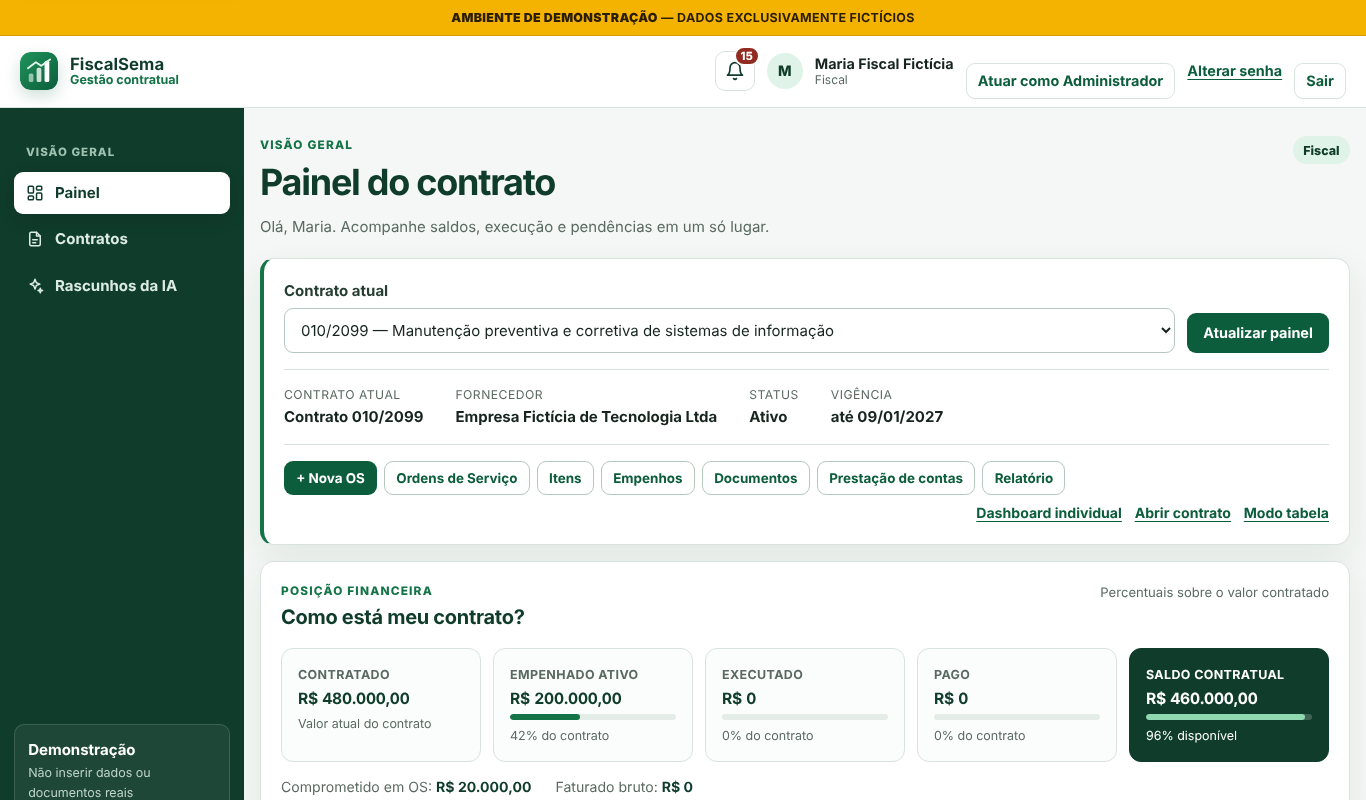 AMBIENTE DE DEMONSTRAÇÃO — DADOS EXCLUSIVAMENTE FICTÍCIOS
FiscalSema
Gestão contratual
15
M
Maria Fiscal Fictícia
Fiscal
Atuar como Administrador
Alterar senha
Sair
VISÃO GERAL
Painel
Contratos
Rascunhos da IA
Demonstração
Não inserir dados ou
documentos reais
VISÃO GERAL
Fiscal
Painel do contrato
Olá, Maria. Acompanhe saldos, execução e pendências em um só lugar.
Contrato atual
010/2099 — Manutenção preventiva e corretiva de sistemas de informação
Atualizar painel
CONTRATO ATUAL
Contrato 010/2099
FORNECEDOR
Empresa Fictícia de Tecnologia Ltda
STATUS
Ativo
VIGÊNCIA
até 09/01/2027
+ Nova OS
Ordens de Serviço
Itens
Empenhos
Documentos
Prestação de contas
Relatório
Dashboard individual
Abrir contrato
Modo tabela
POSIÇÃO FINANCEIRA
Como está meu contrato?
Percentuais sobre o valor contratado
CONTRATADO
R$ 480.000,00
Valor atual do contrato
EMPENHADO ATIVO
R$ 200.000,00
42% do contrato
EXECUTADO
R$ 0
0% do contrato
PAGO
R$ 0
0% do contrato
SALDO CONTRATUAL
R$ 460.000,00
96% disponível
Comprometido em OS: R$ 20.000,00
Faturado bruto: R$ 0